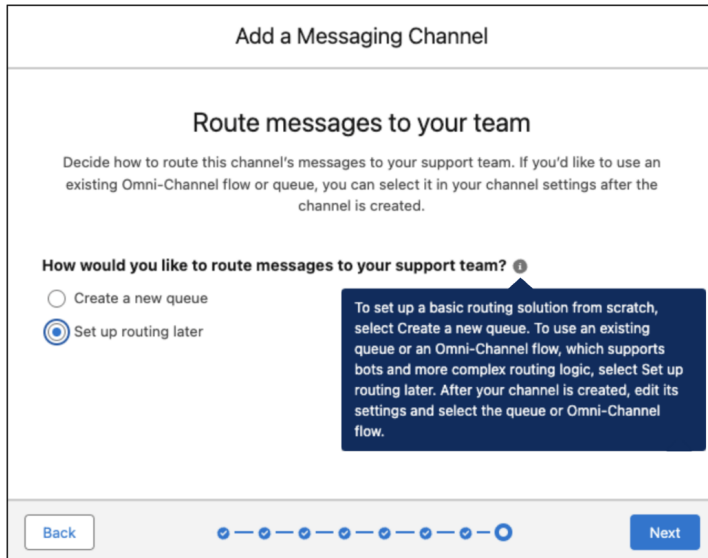 Add a Messaging Channel
Route messages to your team
Decide how to route this channel's messages to your support team. If you'd like to use an
existing Omni-Channel flow or queue, you can select it in your channel settings after the
channel is created.
How would you like to route messages to your support team?
Create a new queue
Set up routing later
To set up a basic routing solution from scratch,
select Create a new queue. To use an existing
queue or an Omni-Channel flow, which supports
bots and more complex routing logic, select Set up
routing later. After your channel is created, edit its
settings and select the queue or Omni-Channel
flow.
Back
Next